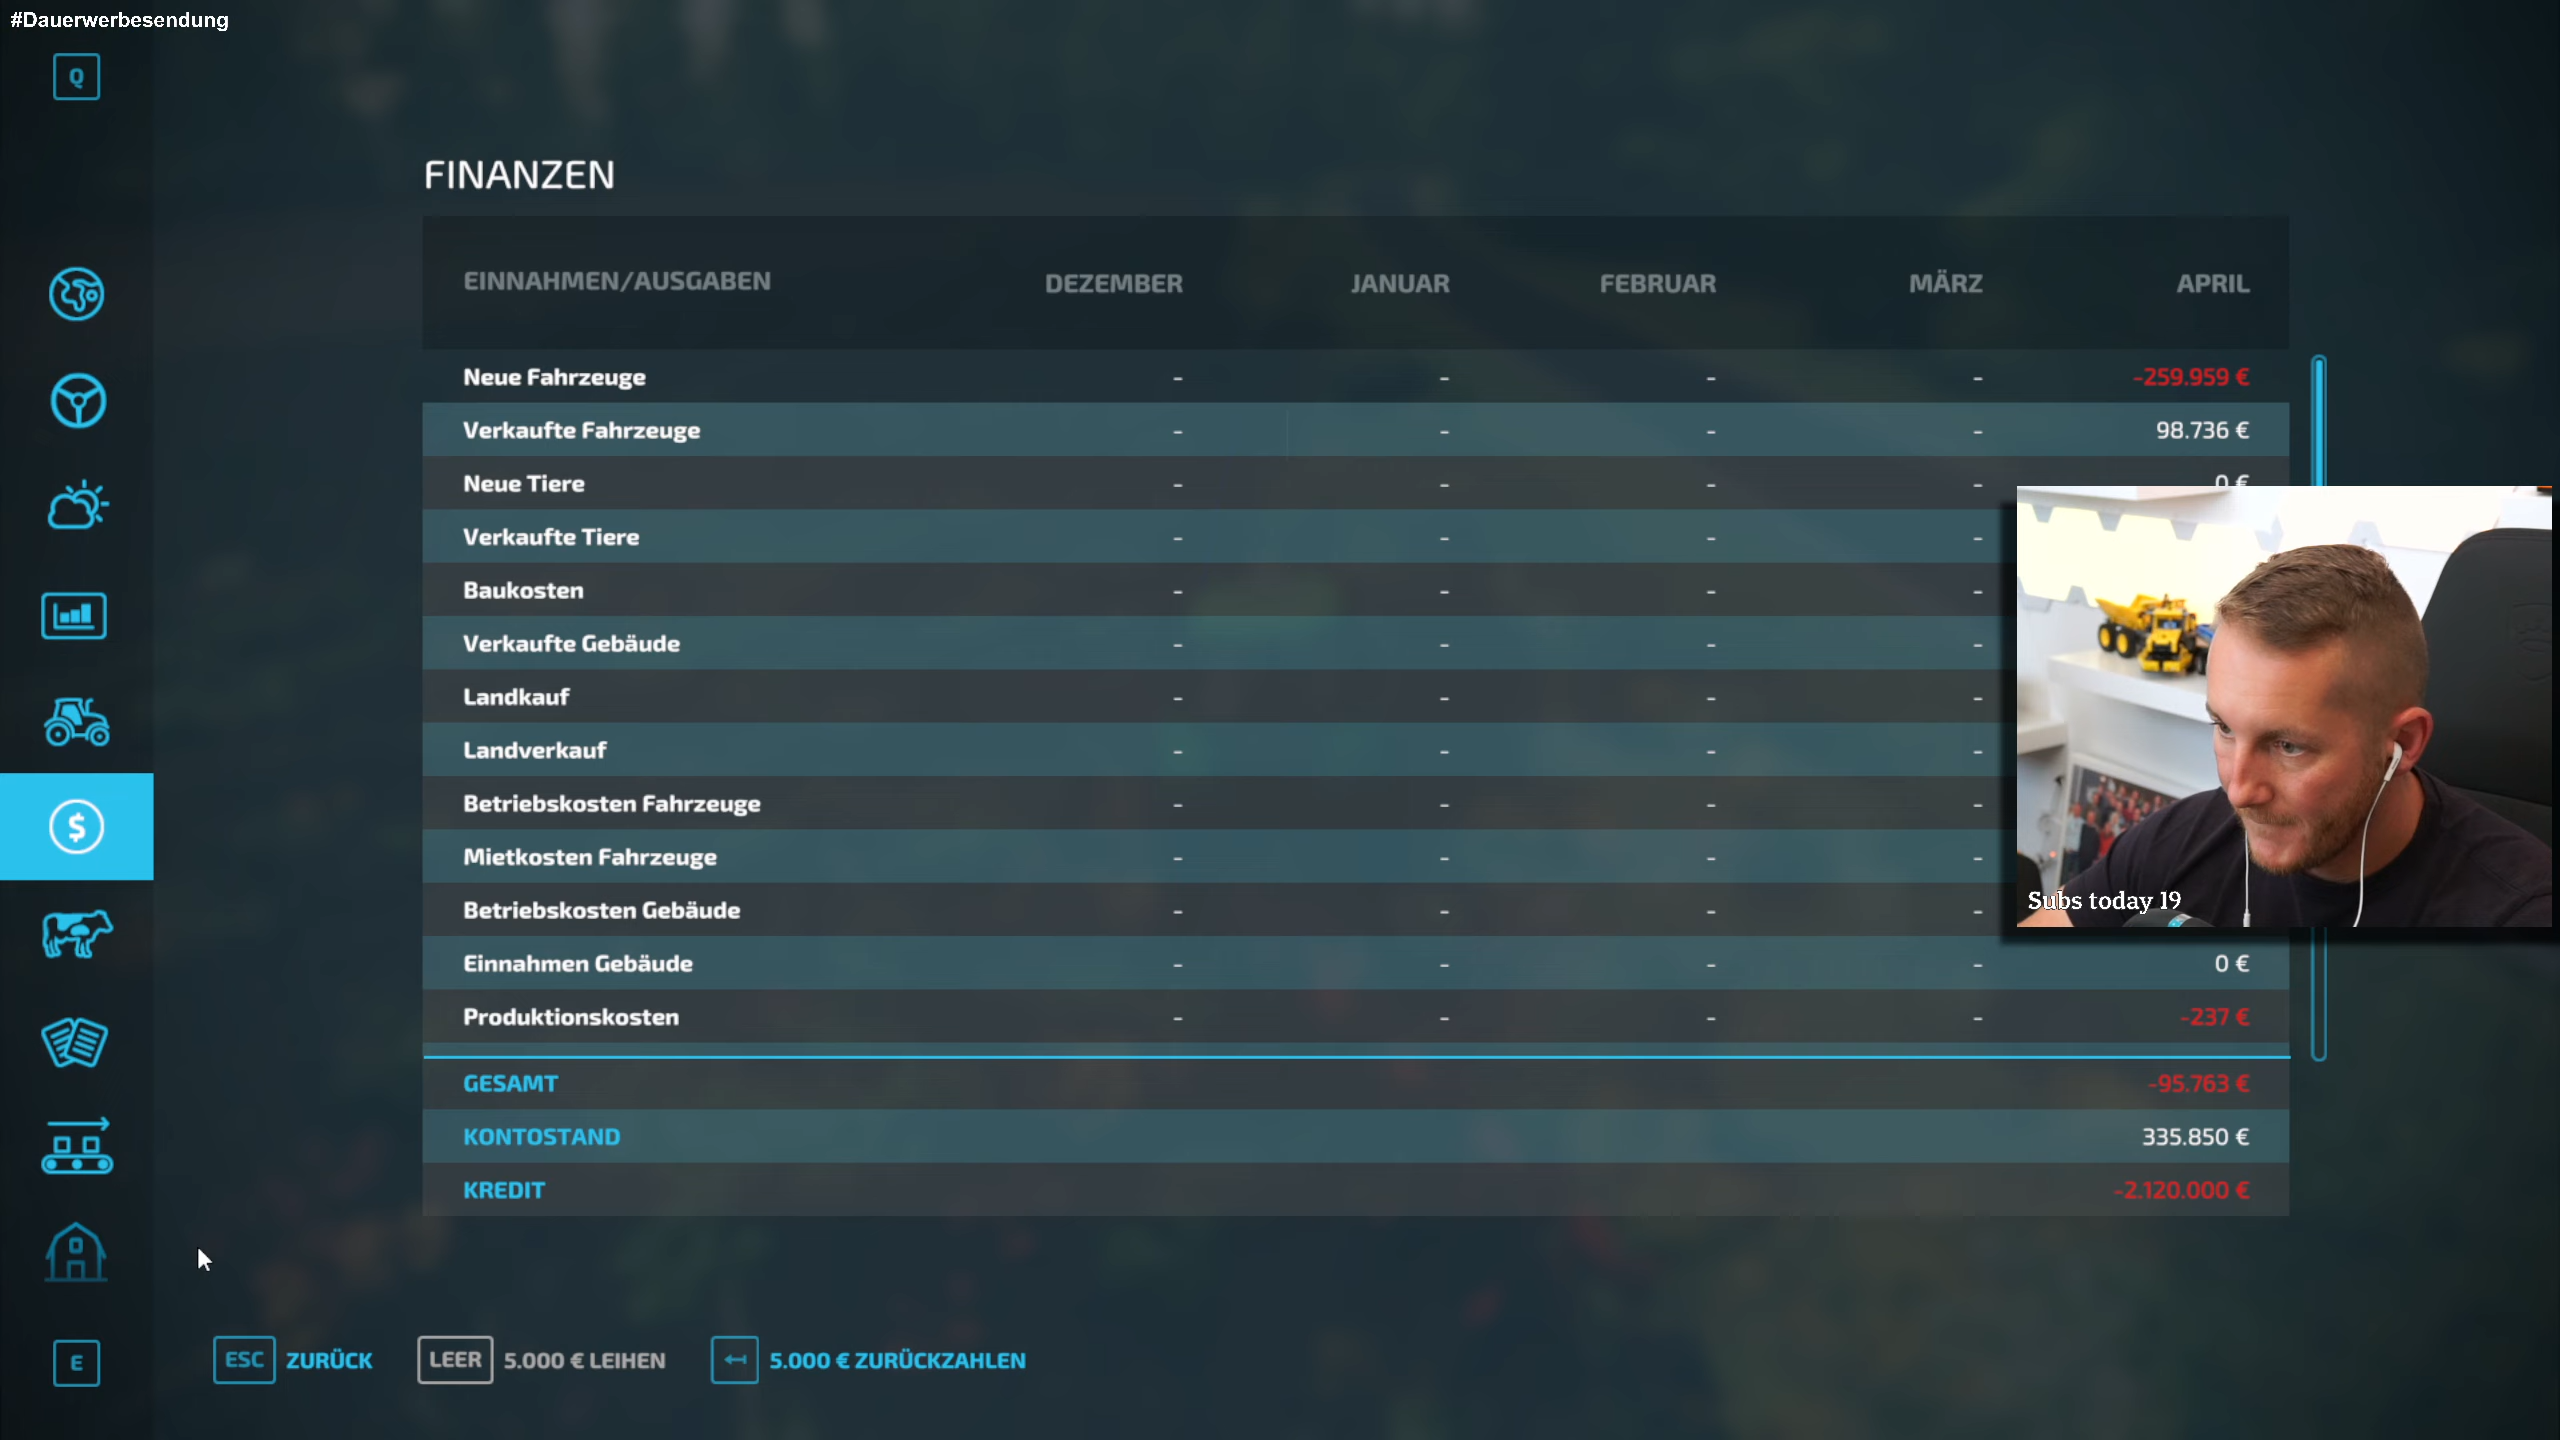 #Dauerwerbesendung
Q
FINANZEN
EINNAHMEN/AUSGABEN DEZEMBER JANUAR FEBRUAR MÄRZ APRIL
Neue Fahrzeuge - - - - -259.959 €
Verkaufte Fahrzeuge - - - - 98.736 €
Neue Tiere - - - - 0 €
Verkaufte Tiere - - - -
Baukosten - - - -
Verkaufte Gebäude - - - -
Landkauf - - - -
Landverkauf - - - -
Betriebskosten Fahrzeuge - - - -
Mietkosten Fahrzeuge - - - -
Betriebskosten Gebäude - - - -
Subs today 19
Einnahmen Gebäude - - - - 0 €
Produktionskosten - - - - -237 €
GESAMT -95.763 €
KONTOSTAND 335.850 €
KREDIT -2.120.000 €
E
ESC ZURÜCK LEER 5.000 € LEIHEN 5.000 € ZURÜCKZAHLEN